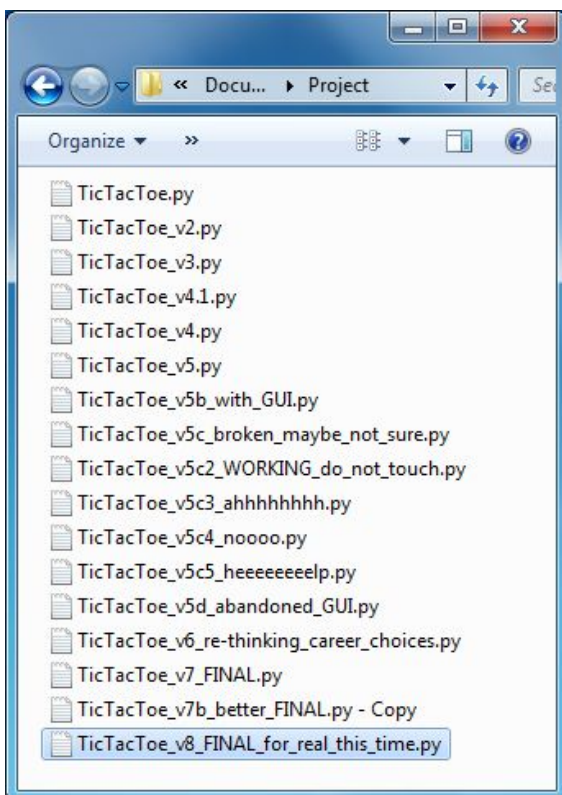 « Docu... ▸ Project
Organize »
TicTacToe.py
TicTacToe_v2.py
TicTacToe_v3.py
TicTacToe_v4.1.py
TicTacToe_v4.py
TicTacToe_v5.py
TicTacToe_v5b_with_GUI.py
TicTacToe_v5c_broken_maybe_not_sure.py
TicTacToe_v5c2_WORKING_do_not_touch.py
TicTacToe_v5c3_ahhhhhhhh.py
TicTacToe_v5c4_noooo.py
TicTacToe_v5c5_heeeeeeeelp.py
TicTacToe_v5d_abandoned_GUI.py
TicTacToe_v6_re-thinking_career_choices.py
TicTacToe_v7_FINAL.py
TicTacToe_v7b_better_FINAL.py - Copy
TicTacToe_v8_FINAL_for_real_this_time.py